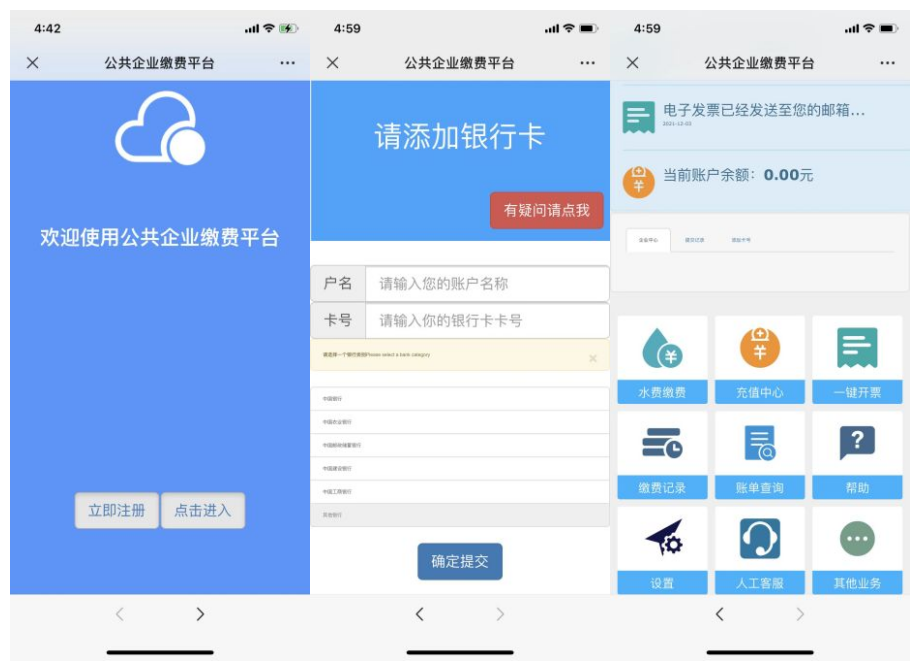 4:42
公共企业缴费平台
欢迎使用公共企业缴费平台
立即注册
点击进入
4:59
公共企业缴费平台
请添加银行卡
有疑问请点我
户名
请输入您的账户名称
卡号
请输入你的银行卡卡号
请选择一个银行类别Please select a bank category
中国银行
中国农业银行
中国邮政储蓄银行
中国建设银行
中国工商银行
其他银行
确定提交
4:59
公共企业缴费平台
电子发票已经发送至您的邮箱...
2021-12-03
当前账户余额：0.00元
企业中心
添加卡号
水费缴费
充值中心
一键开票
缴费记录
账单查询
帮助
设置
人工客服
其他业务